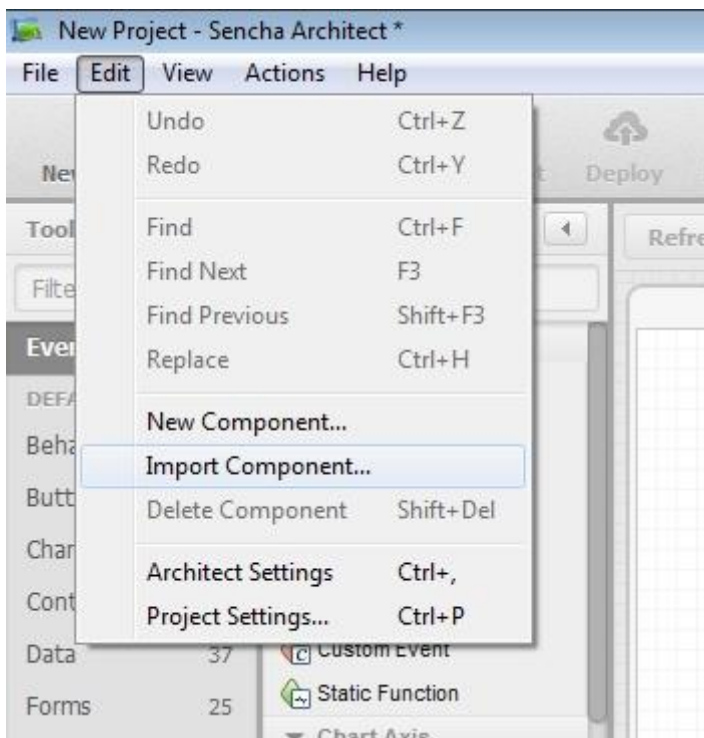 New Project - Sencha Architect *
File Edit View Actions Help
Undo Ctrl+Z
Redo Ctrl+Y
Deploy
Find Ctrl+F
Find Next F3
Find Previous Shift+F3
Replace Ctrl+H
New Component...
Import Component...
Delete Component Shift+Del
Architect Settings Ctrl+,
Project Settings... Ctrl+P
Data 37
Custom Event
Forms 25
Static Function
Chart Axis